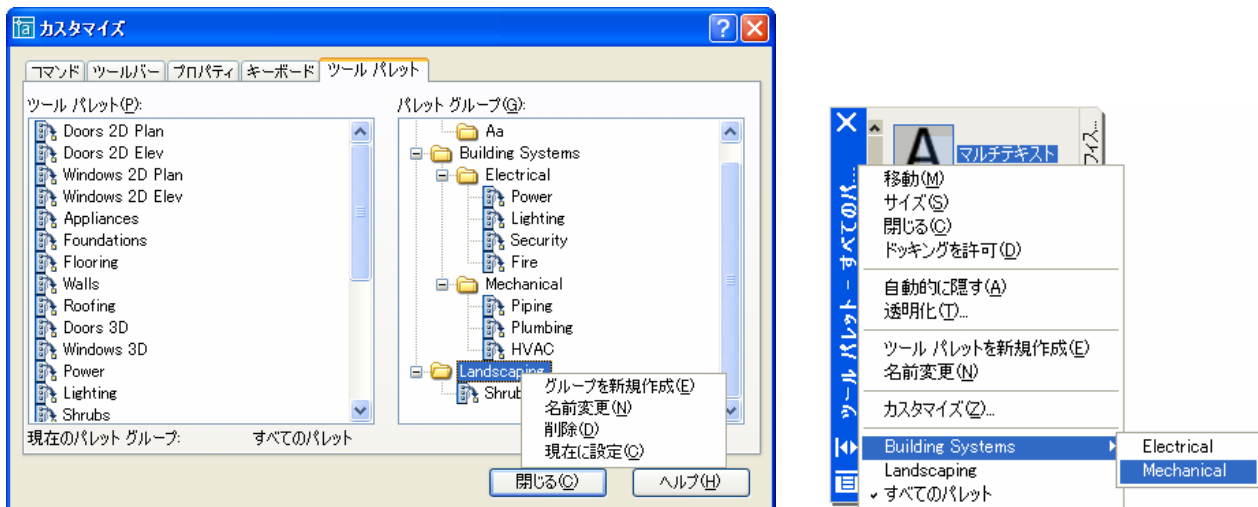 カスタマイズ
コマンド ツールバー プロパティ キーボード ツール パレット
ツール パレット(P):
Doors 2D Plan
Doors 2D Elev
Windows 2D Plan
Windows 2D Elev
Appliances
Foundations
Flooring
Walls
Roofing
Doors 3D
Windows 3D
Power
Lighting
Shrubs
パレット グループ(G):
Aa
Building Systems
Electrical
Power
Lighting
Security
Fire
Mechanical
Piping
Plumbing
HVAC
Landscaping
Shrub
グループを新規作成(E)
名前変更(N)
削除(D)
現在に設定(C)
現在のパレット グループ: すべてのパレット
閉じる(C) ヘルプ(H)
ツール パレット - すべてのパ...
A マルチテキスト
フィス...
移動(M)
サイズ(S)
閉じる(C)
ドッキングを許可(D)
自動的に隠す(A)
透明化(T)...
ツール パレットを新規作成(E)
名前変更(N)
カスタマイズ(Z)...
Building Systems
Landscaping
すべてのパレット
Electrical
Mechanical